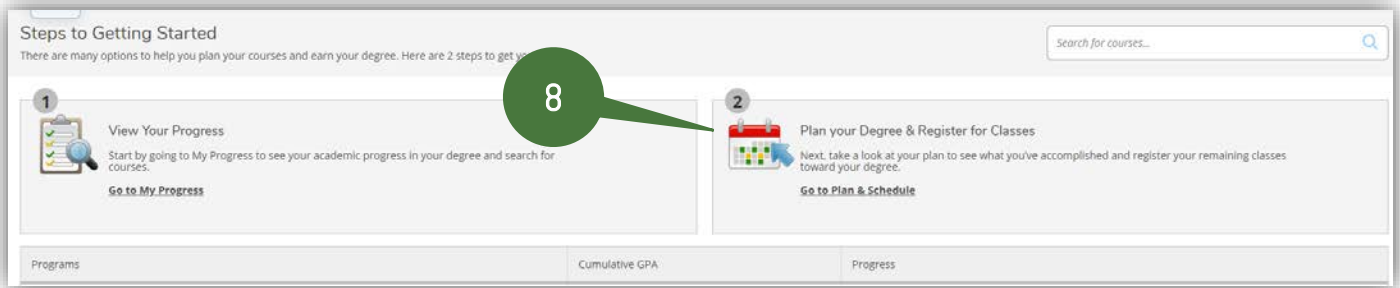 Steps to Getting Started
There are many options to help you plan your courses and earn your degree. Here are 2 steps to get
Search for courses...
8
1
View Your Progress
Start by going to My Progress to see your academic progress in your degree and search for
courses.
Go to My Progress
2
Plan your Degree & Register for Classes
Next, take a look at your plan to see what you've accomplished and register your remaining classes
toward your degree.
Go to Plan & Schedule
Programs
Cumulative GPA
Progress